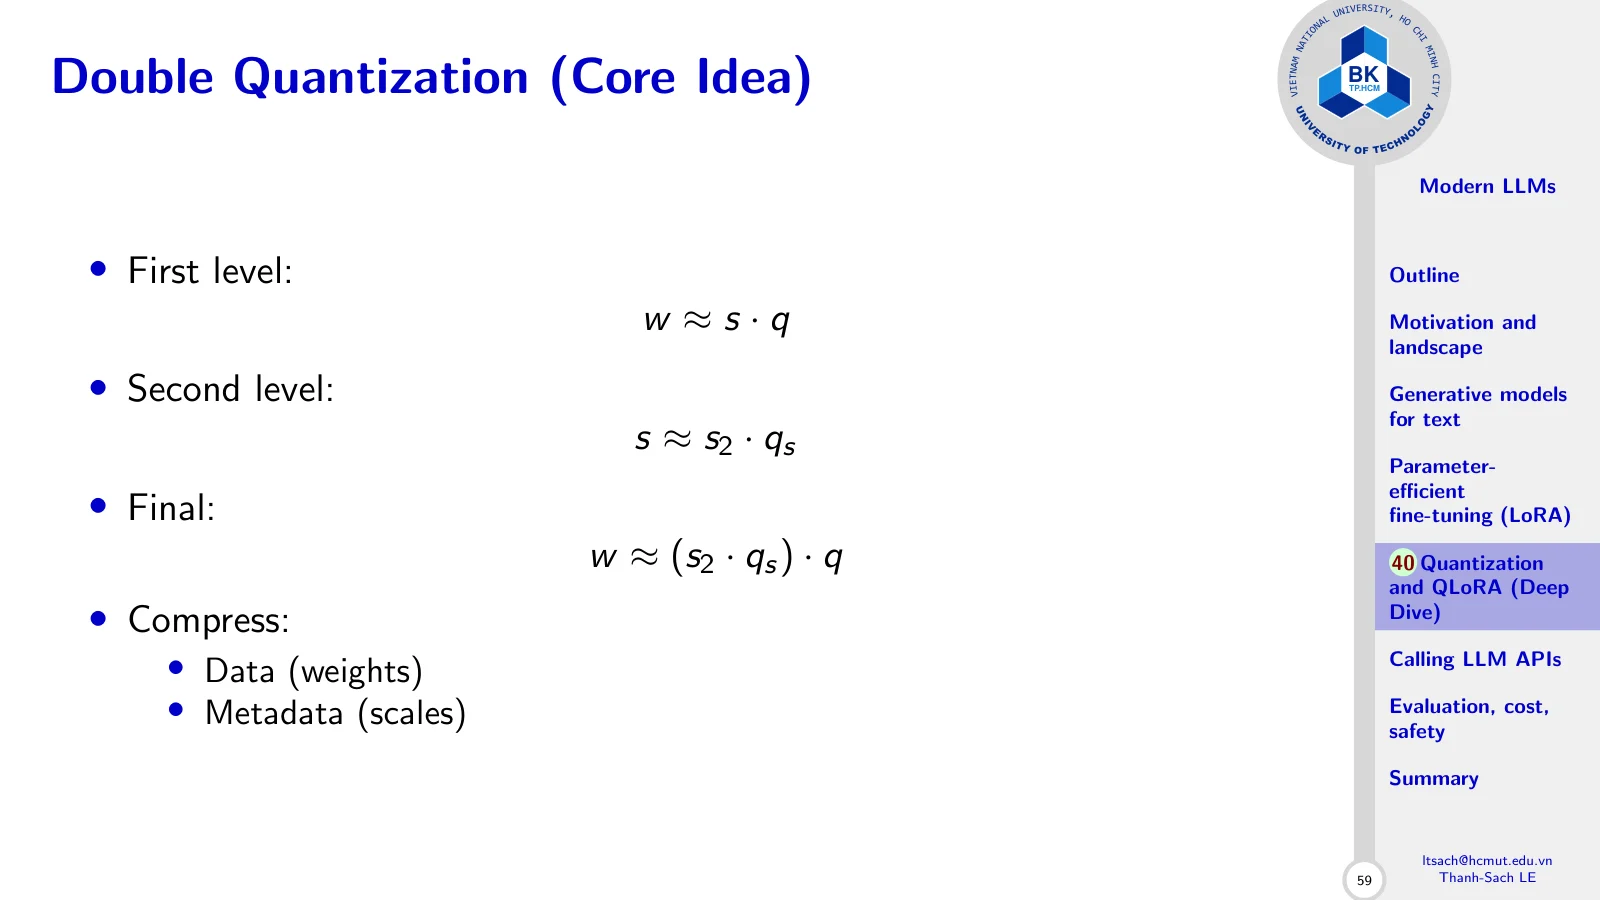 Double Quantization (Core Idea)
• First level:
w ≈ s · q
• Second level:
s ≈ s₂ · qₛ
• Final:
w ≈ (s₂ · qₛ) · q
• Compress:
• Data (weights)
• Metadata (scales)
VIETNAM NATIONAL UNIVERSITY, HO CHI MINH CITY
BK
TP.HCM
UNIVERSITY OF TECHNOLOGY
Modern LLMs
Outline
Motivation and
landscape
Generative models
for text
Parameter-
efficient
fine-tuning (LoRA)
40 Quantization
and QLoRA (Deep
Dive)
Calling LLM APIs
Evaluation, cost,
safety
Summary
ltsach@hcmut.edu.vn
Thanh-Sach LE
59